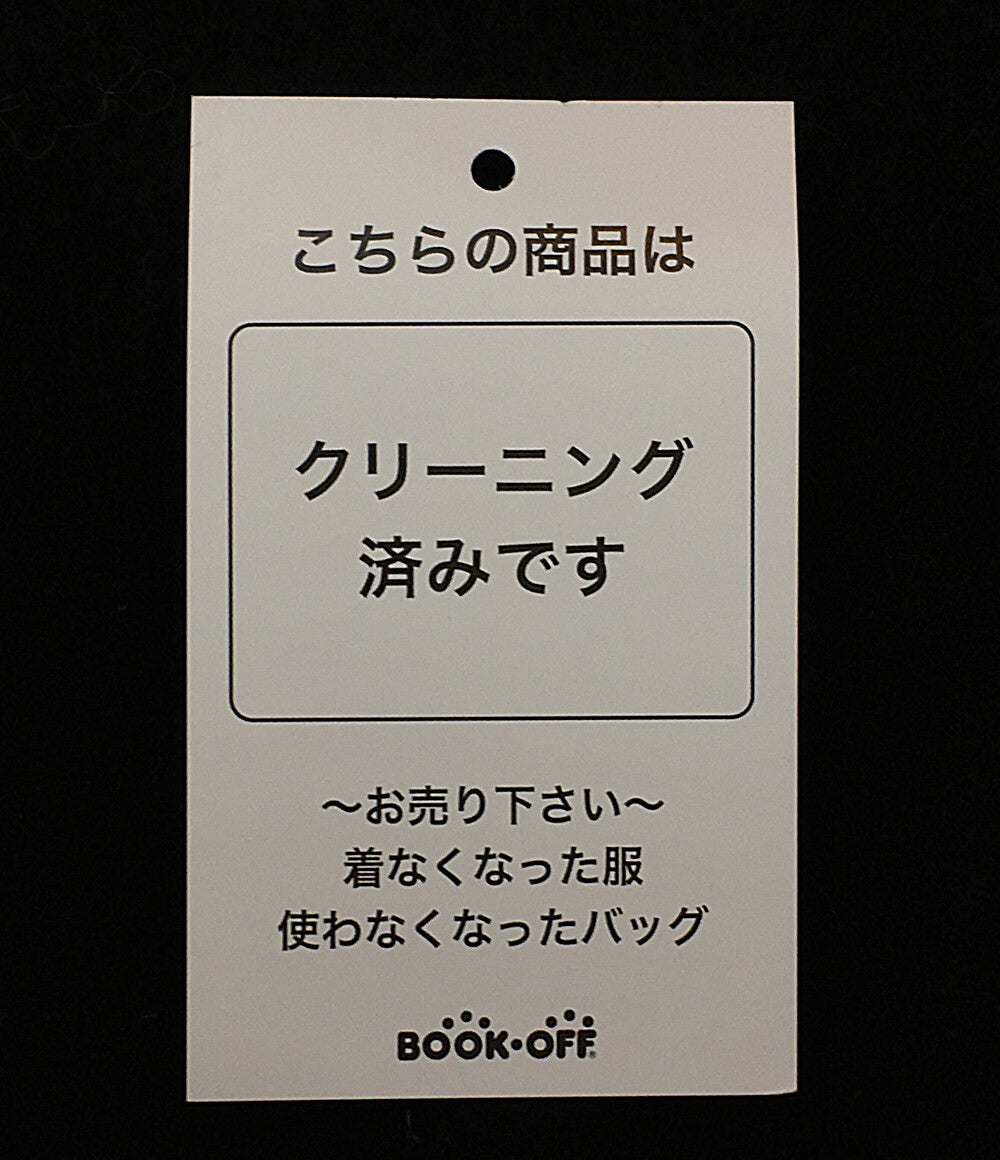 こちらの商品は
クリーニング
済みです
～お売り下さい～
着なくなった服
使わなくなったバッグ
BOOK・OFF®